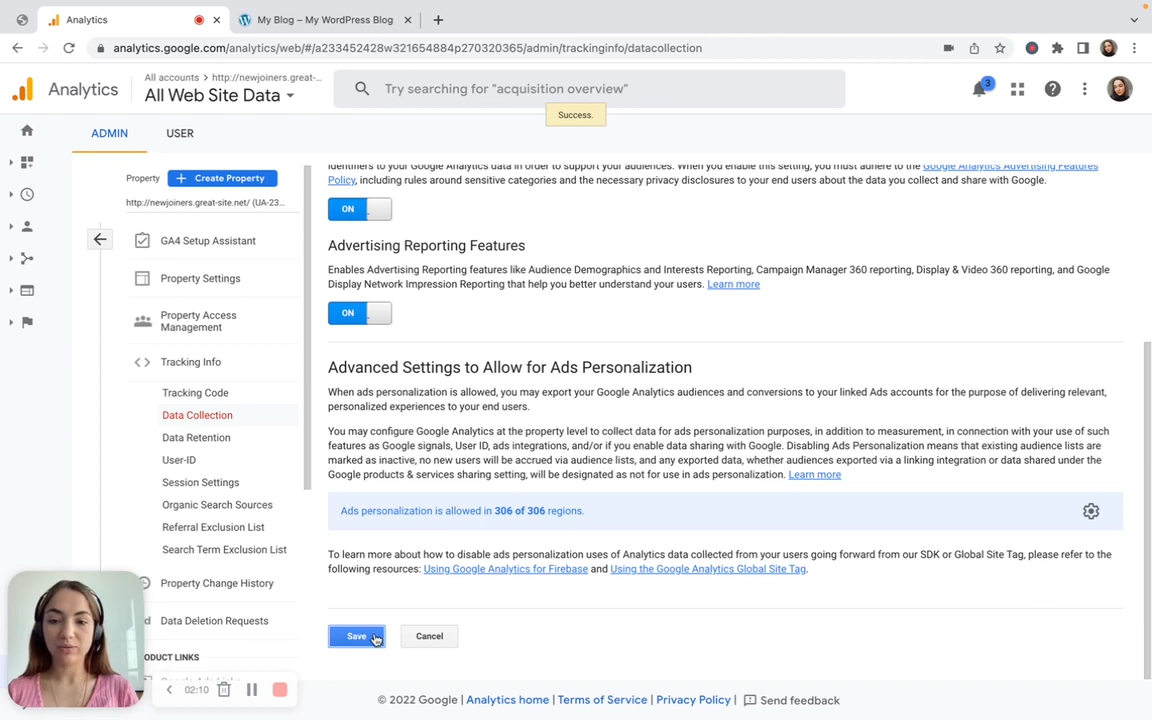 Analytics
My Blog – My WordPress Blog
analytics.google.com/analytics/web/#/a233452428w321654884p270320365/admin/trackinginfo/datacollection
Analytics
All accounts > http://newjoiners.great-...
All Web Site Data
Try searching for "acquisition overview"
3
Success.
ADMIN
USER
Property
+ Create Property
http://newjoiners.great-site.net/ (UA-23...
GA4 Setup Assistant
Property Settings
Property Access
Management
Tracking Info
Tracking Code
Data Collection
Data Retention
User-ID
Session Settings
Organic Search Sources
Referral Exclusion List
Search Term Exclusion List
Property Change History
Data Deletion Requests
identifiers to your Google Analytics data in order to support your audiences. When you enable this setting, you must adhere to the Google Analytics Advertising Features
Policy, including rules around sensitive categories and the necessary privacy disclosures to your end users about the data you collect and share with Google.
ON
Advertising Reporting Features
Enables Advertising Reporting features like Audience Demographics and Interests Reporting, Campaign Manager 360 reporting, Display & Video 360 reporting, and Google
Display Network Impression Reporting that help you better understand your users. Learn more
ON
Advanced Settings to Allow for Ads Personalization
When ads personalization is allowed, you may export your Google Analytics audiences and conversions to your linked Ads accounts for the purpose of delivering relevant,
personalized experiences to your end users.
You may configure Google Analytics at the property level to collect data for ads personalization purposes, in addition to measurement, in connection with your use of such
features as Google signals, User ID, ads integrations, and/or if you enable data sharing with Google. Disabling Ads Personalization means that existing audience lists are
marked as inactive, no new users will be accrued via audience lists, and any exported data, whether audiences exported via a linking integration or data shared under the
Google products & services sharing setting, will be designated as not for use in ads personalization. Learn more
Ads personalization is allowed in 306 of 306 regions.
To learn more about how to disable ads personalization uses of Analytics data collected from your users going forward from our SDK or Global Site Tag, please refer to the
following resources: Using Google Analytics for Firebase and Using the Google Analytics Global Site Tag.
Save
Cancel
02:10
© 2022 Google | Analytics home | Terms of Service | Privacy Policy | Send feedback